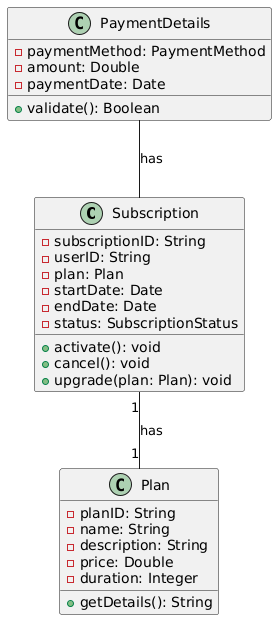 C PaymentDetails
paymentMethod: PaymentMethod
amount: Double
paymentDate: Date
validate(): Boolean
has
C Subscription
subscriptionID: String
userID: String
plan: Plan
startDate: Date
endDate: Date
status: SubscriptionStatus
activate(): void
cancel(): void
upgrade(plan: Plan): void
1
has
1
C Plan
planID: String
name: String
description: String
price: Double
duration: Integer
getDetails(): String